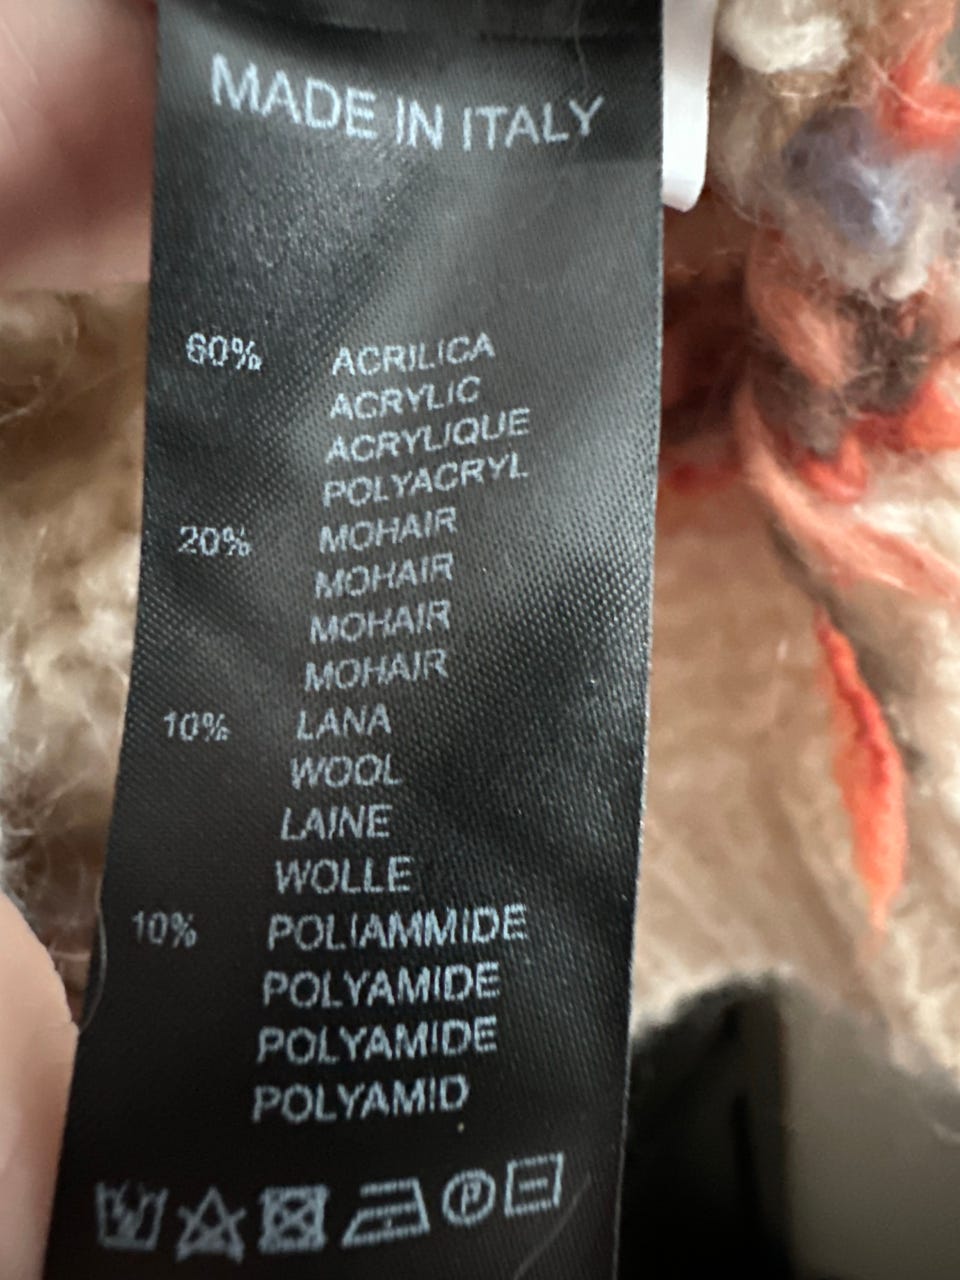 MADE IN ITALY
60% ACRILICA
ACRYLIC
ACRYLIQUE
POLYACRYL
20% MOHAIR
MOHAIR
MOHAIR
MOHAIR
10% LANA
WOOL
LAINE
WOLLE
10% POLIAMMIDE
POLYAMIDE
POLYAMIDE
POLYAMID
P